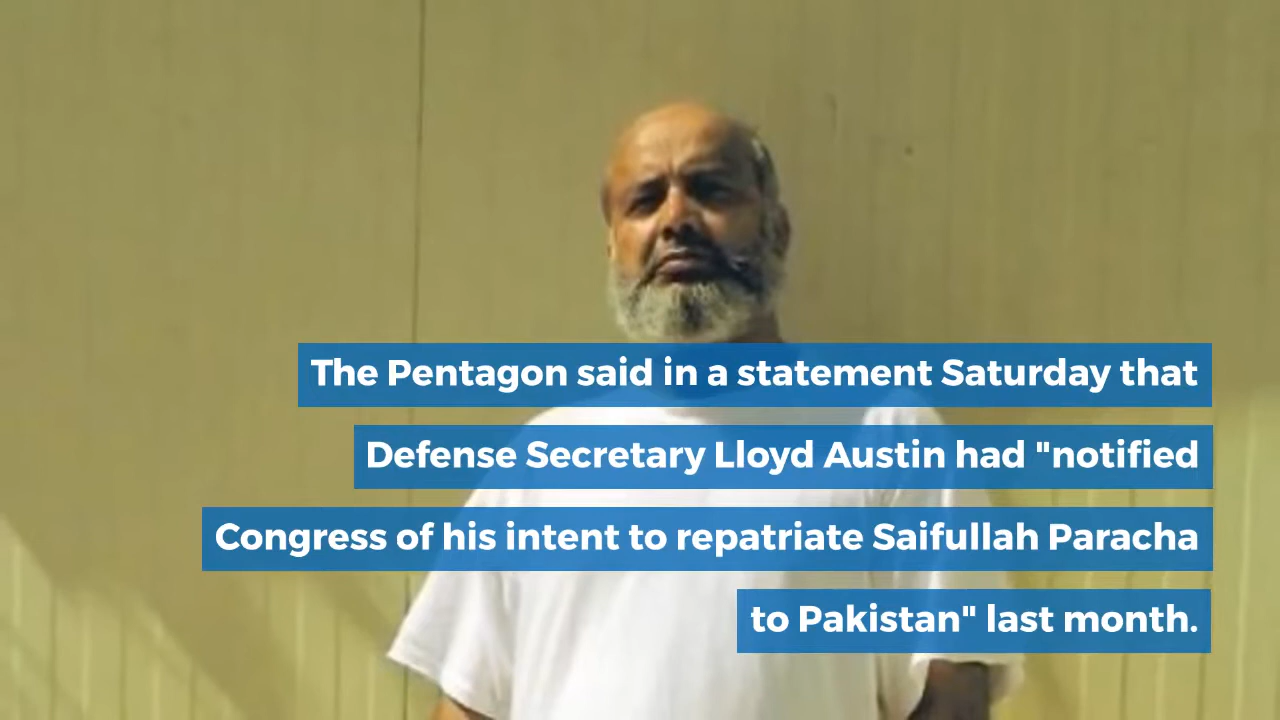 The Pentagon said in a statement Saturday that
Defense Secretary Lloyd Austin had "notified
Congress of his intent to repatriate Saifullah Paracha
to Pakistan" last month.